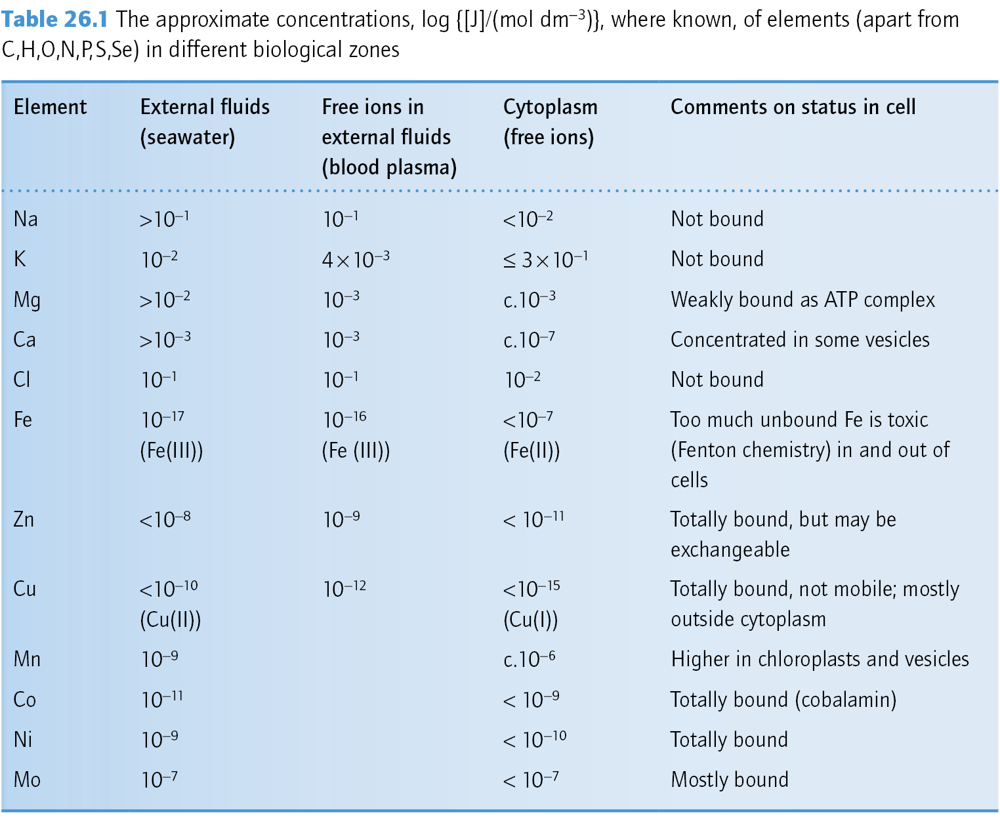 Table 26.1 The approximate concentrations, log {[J]/(mol dm–3)}, where known, of elements (apart from
C,H,O,N,P,S,Se) in different biological zones
Element External fluids (seawater) Free ions in external fluids (blood plasma) Cytoplasm (free ions) Comments on status in cell
Na >10–1 10–1 <10–2 Not bound
K 10–2 4×10–3 ≤ 3×10–1 Not bound
Mg >10–2 10–3 c.10–3 Weakly bound as ATP complex
Ca >10–3 10–3 c.10–7 Concentrated in some vesicles
Cl 10–1 10–1 10–2 Not bound
Fe 10–17 10–16 <10–7 Too much unbound Fe is toxic
(Fe(III)) (Fe (III)) (Fe(II)) (Fenton chemistry) in and out of
cells
Zn <10–8 10–9 < 10–11 Totally bound, but may be
exchangeable
Cu <10–10 10–12 <10–15 Totally bound, not mobile; mostly
(Cu(II)) (Cu(I)) outside cytoplasm
Mn 10–9 c.10–6 Higher in chloroplasts and vesicles
Co 10–11 < 10–9 Totally bound (cobalamin)
Ni 10–9 < 10–10 Totally bound
Mo 10–7 < 10–7 Mostly bound